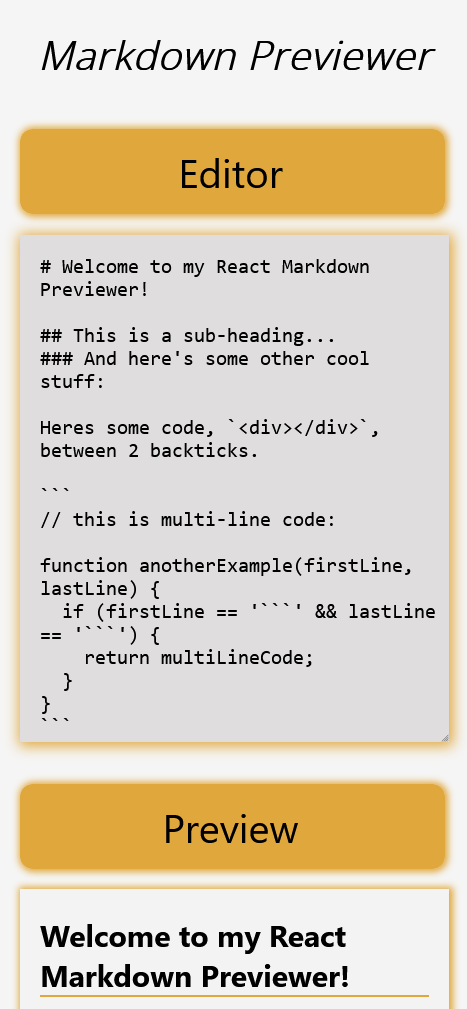 Markdown Previewer
Editor
# Welcome to my React Markdown
Previewer!
## This is a sub-heading...
### And here's some other cool
stuff:
Heres some code, `<div></div>`,
between 2 backticks.
```
// this is multi-line code:
function anotherExample(firstLine,
lastLine) {
  if (firstLine == '```' && lastLine
== '```') {
    return multiLineCode;
  }
}
```
Preview
Welcome to my React
Markdown Previewer!